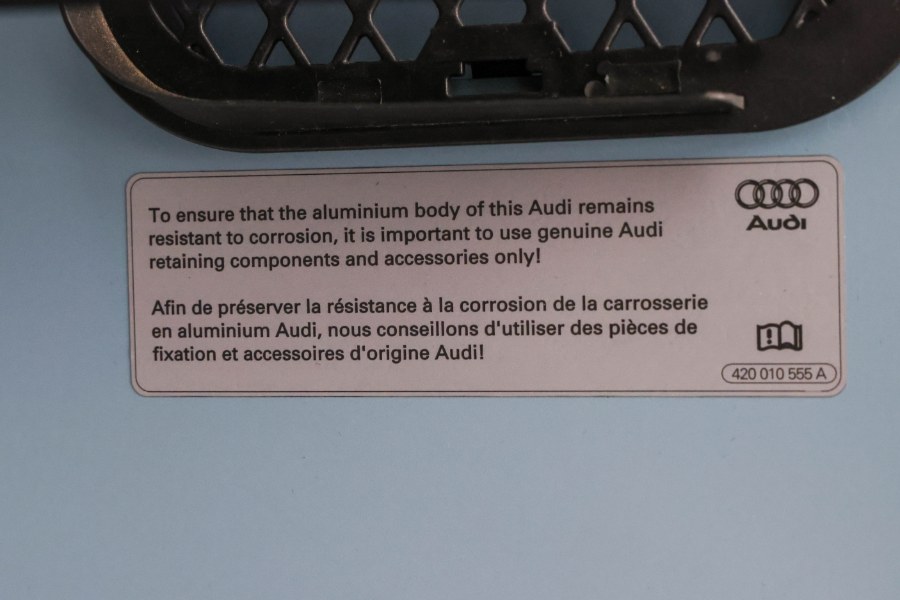 To ensure that the aluminium body of this Audi remains
resistant to corrosion, it is important to use genuine Audi
retaining components and accessories only!
Afin de préserver la résistance à la corrosion de la carrosserie
en aluminium Audi, nous conseillons d'utiliser des pièces de
fixation et accessoires d'origine Audi!
Audi
420 010 555 A